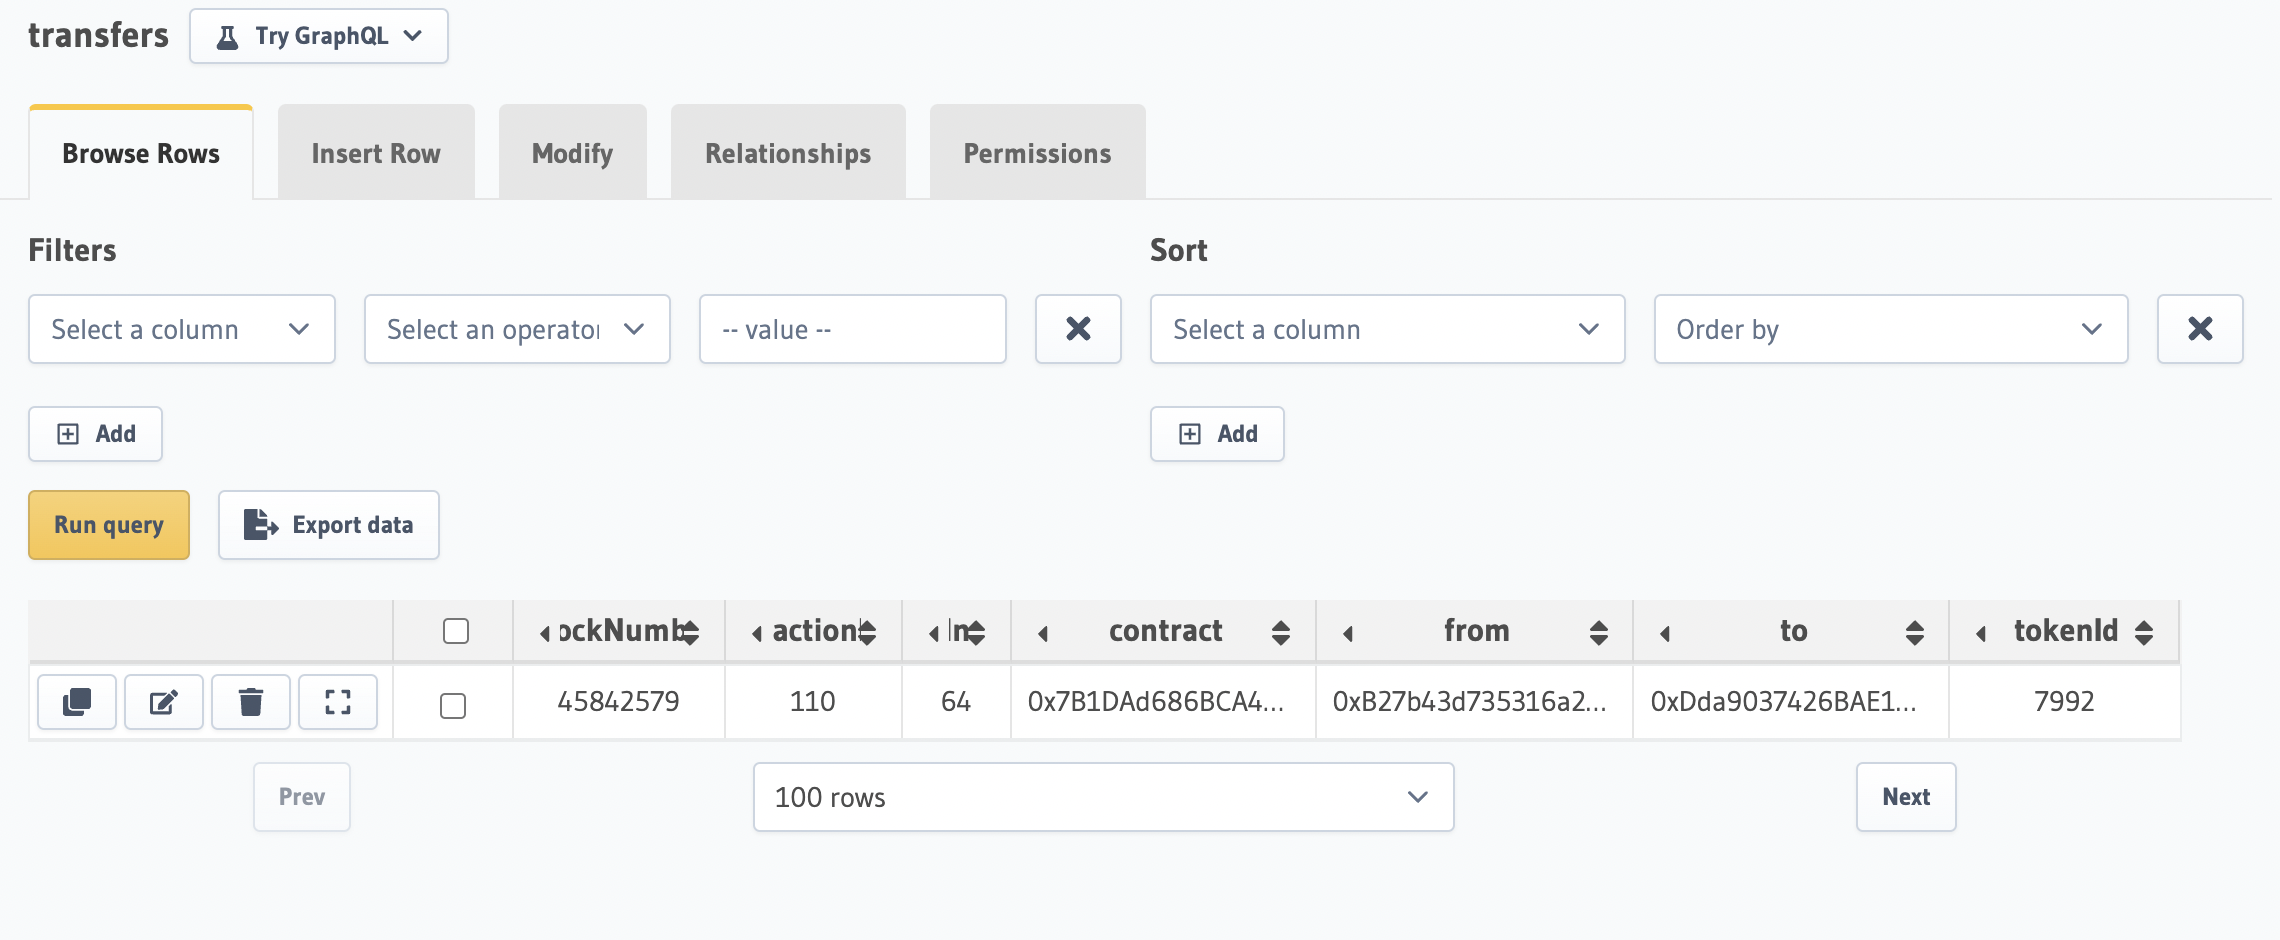 transfers Try GraphQL
Browse Rows Insert Row Modify Relationships Permissions
Filters Sort
Select a column Select an operator -- value -- Select a column Order by
Add Add
Run query Export data
ockNumb action contract from to tokenId
45842579 110 64 0x7B1DAd686BCA4... 0xB27b43d735316a2... 0xDda9037426BAE1... 7992
Prev 100 rows Next